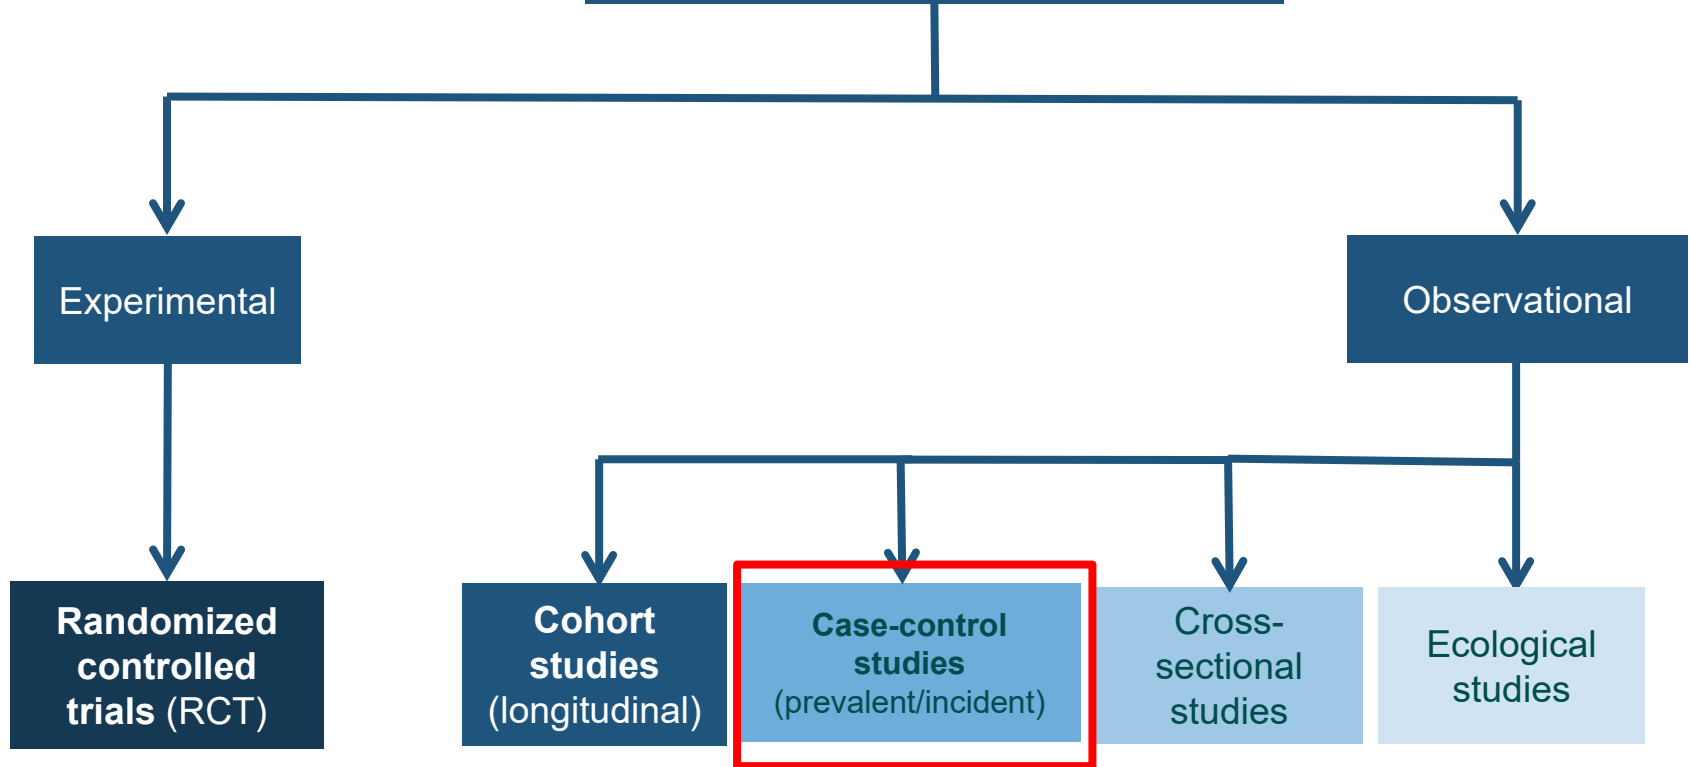 Experimental
Observational
Randomized
controlled
trials (RCT)
Cohort
studies
(longitudinal)
Case-control
studies
(prevalent/incident)
Cross-
sectional
studies
Ecological
studies